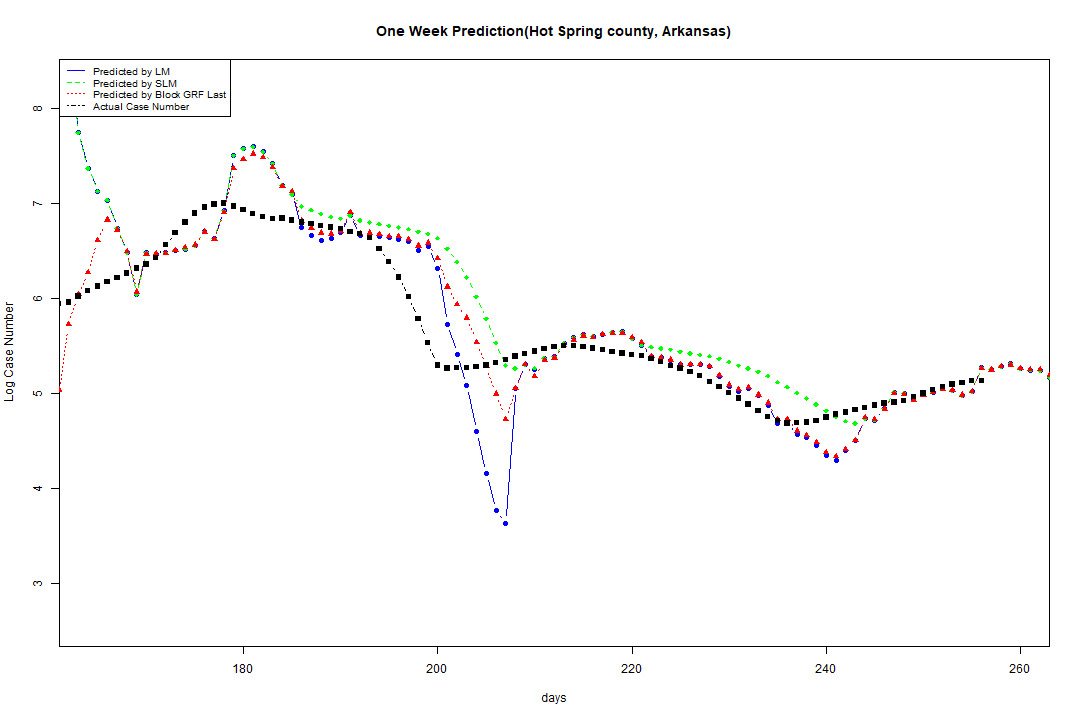 One Week Prediction(Hot Spring county, Arkansas)
Predicted by LM
Predicted by SLM
Predicted by Block GRF Last
Actual Case Number
8
7
6
5
4
3
Log Case Number
180 200 220 240 260
days